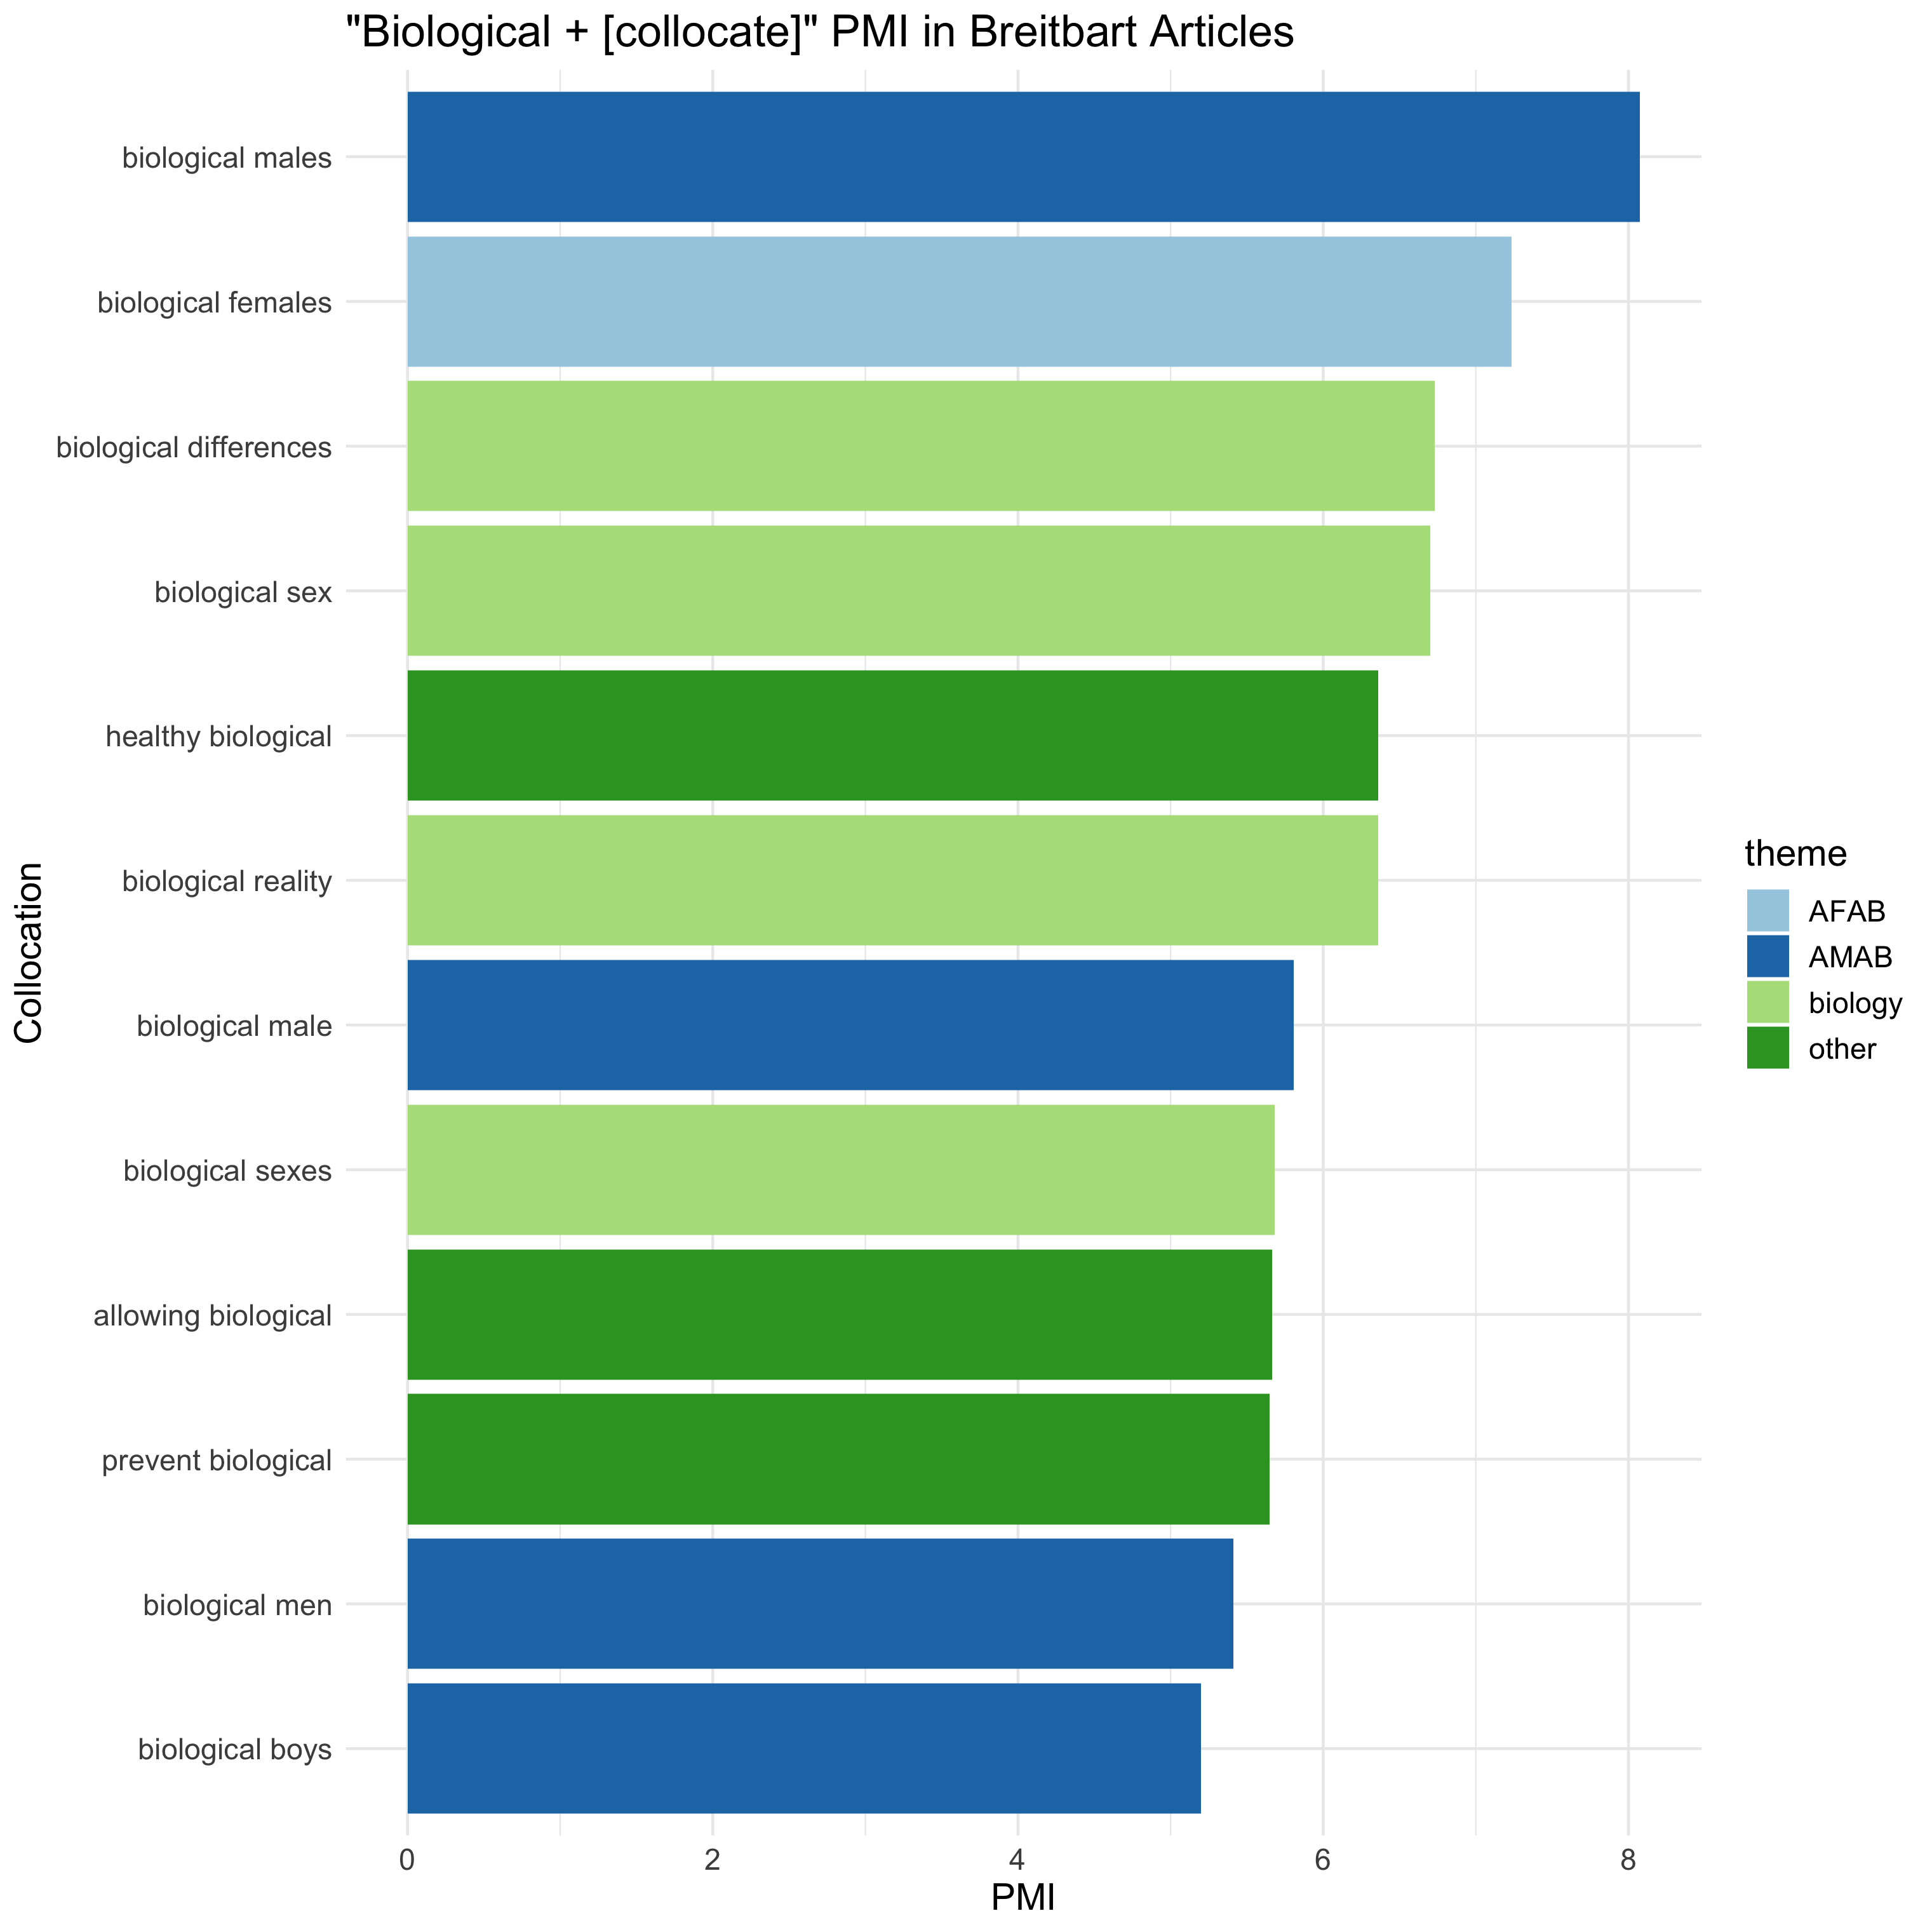 "Biological + [collocate]" PMI in Breitbart Articles
Collocation
biological males
biological females
biological differences
biological sex
healthy biological
biological reality
biological male
biological sexes
allowing biological
prevent biological
biological men
biological boys
0 2 4 6 8
PMI
theme
AFAB
AMAB
biology
other